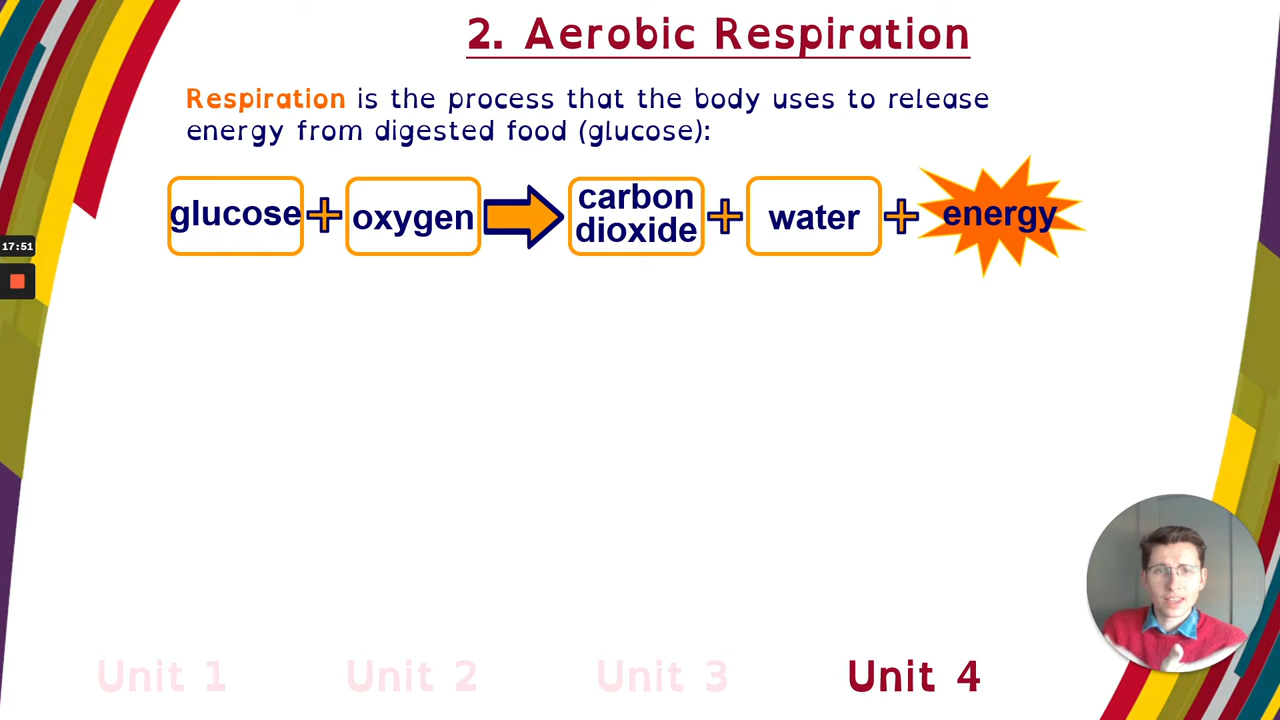 2. Aerobic Respiration
Respiration is the process that the body uses to release
energy from digested food (glucose):
glucose + oxygen carbon dioxide + water + energy
17:51
Unit 1 Unit 2 Unit 3 Unit 4